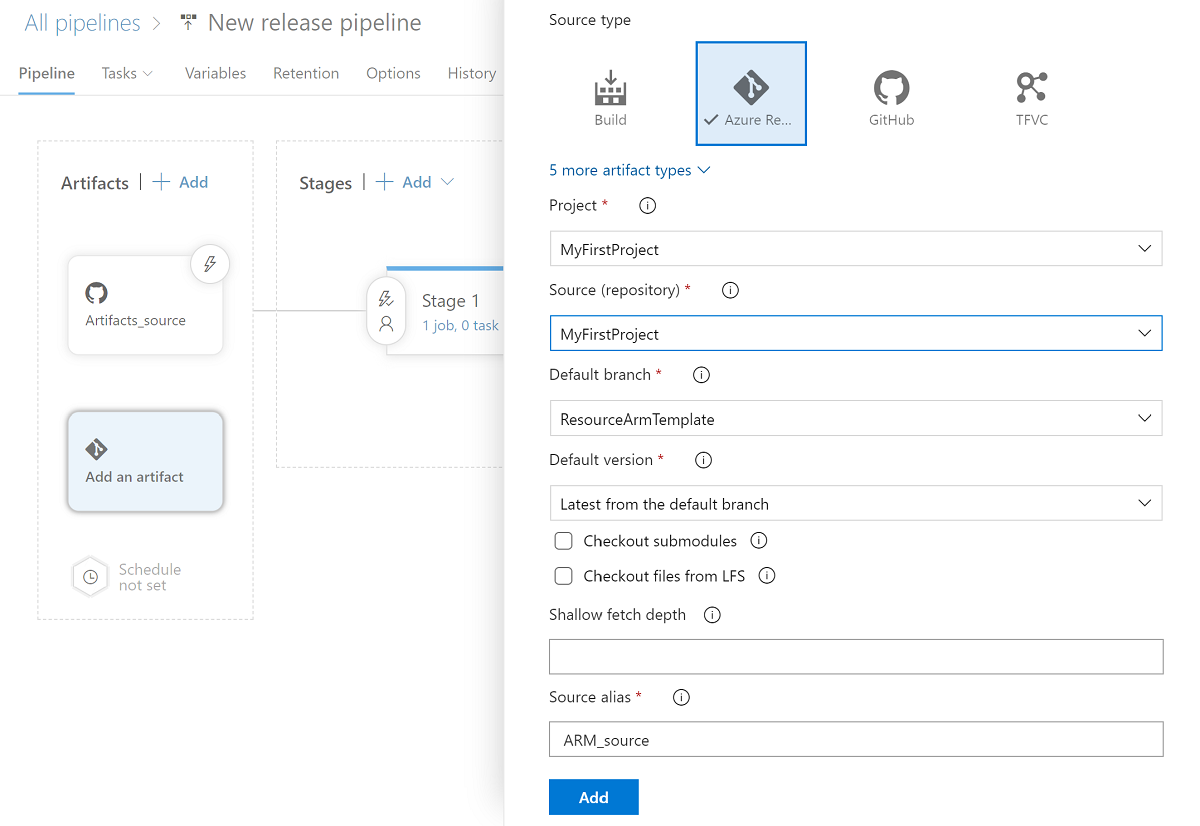 All pipelines > New release pipeline
Pipeline Tasks Variables Retention Options History
Artifacts | + Add
Artifacts_source
Add an artifact
Schedule
not set
Stages | + Add
Stage 1
1 job, 0 task
Source type
Build
Azure Re...
GitHub
TFVC
5 more artifact types
Project *
MyFirstProject
Source (repository) *
MyFirstProject
Default branch *
ResourceArmTemplate
Default version *
Latest from the default branch
Checkout submodules
Checkout files from LFS
Shallow fetch depth
Source alias *
ARM_source
Add